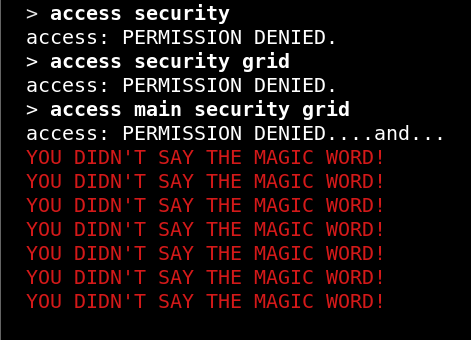 > access security
access: PERMISSION DENIED.
> access security grid
access: PERMISSION DENIED.
> access main security grid
access: PERMISSION DENIED....and...
YOU DIDN'T SAY THE MAGIC WORD!
YOU DIDN'T SAY THE MAGIC WORD!
YOU DIDN'T SAY THE MAGIC WORD!
YOU DIDN'T SAY THE MAGIC WORD!
YOU DIDN'T SAY THE MAGIC WORD!
YOU DIDN'T SAY THE MAGIC WORD!
YOU DIDN'T SAY THE MAGIC WORD!